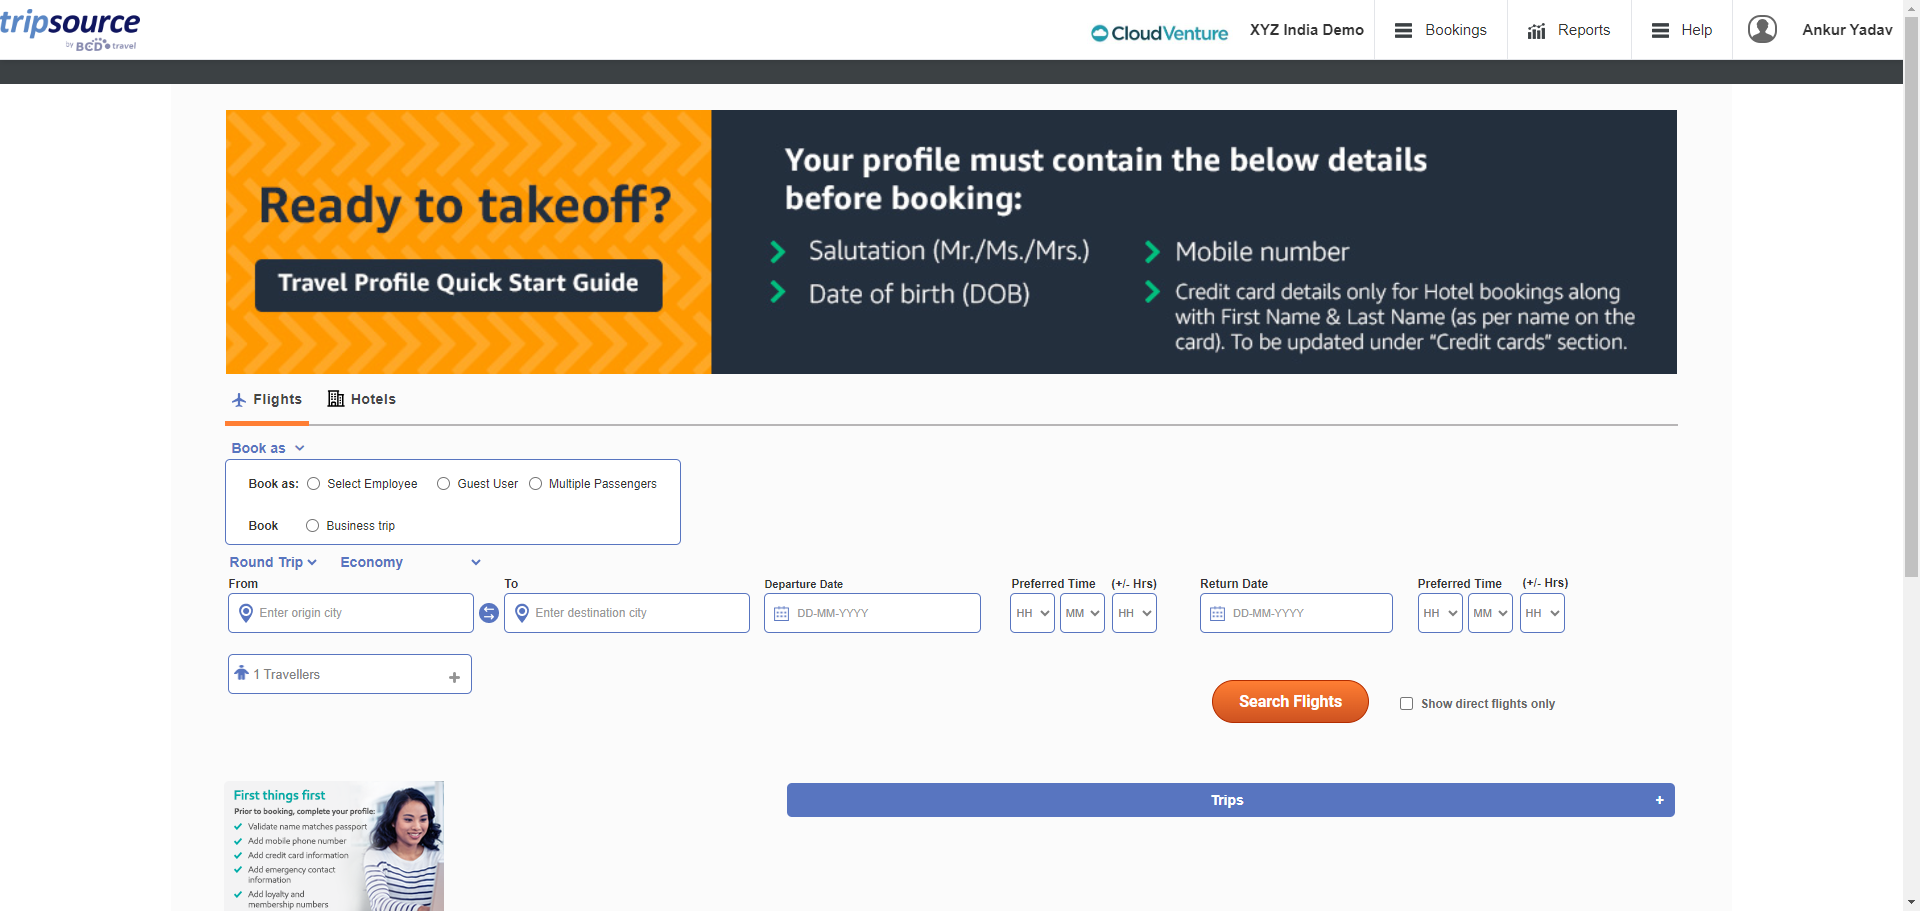 tripsource
by BCD travel
CloudVenture
XYZ India Demo
Bookings
Reports
Help
Ankur Yadav
Ready to takeoff?
Travel Profile Quick Start Guide
Your profile must contain the below details
before booking:
Salutation (Mr./Ms./Mrs.)
Date of birth (DOB)
Mobile number
Credit card details only for Hotel bookings along
with First Name & Last Name (as per name on the
card). To be updated under “Credit cards” section.
Flights
Hotels
Book as
Book as:
Select Employee
Guest User
Multiple Passengers
Book
Business trip
Round Trip
Economy
From
To
Departure Date
Preferred Time
(+/- Hrs)
Return Date
Preferred Time
(+/- Hrs)
Enter origin city
Enter destination city
DD-MM-YYYY
HH
MM
HH
DD-MM-YYYY
HH
MM
HH
1 Travellers
+
Search Flights
Show direct flights only
First things first
Prior to booking, complete your profile:
Validate name matches passport
Add mobile phone number
Add credit card information
Add emergency contact
information
Add loyalty and
membership numbers
Trips
+